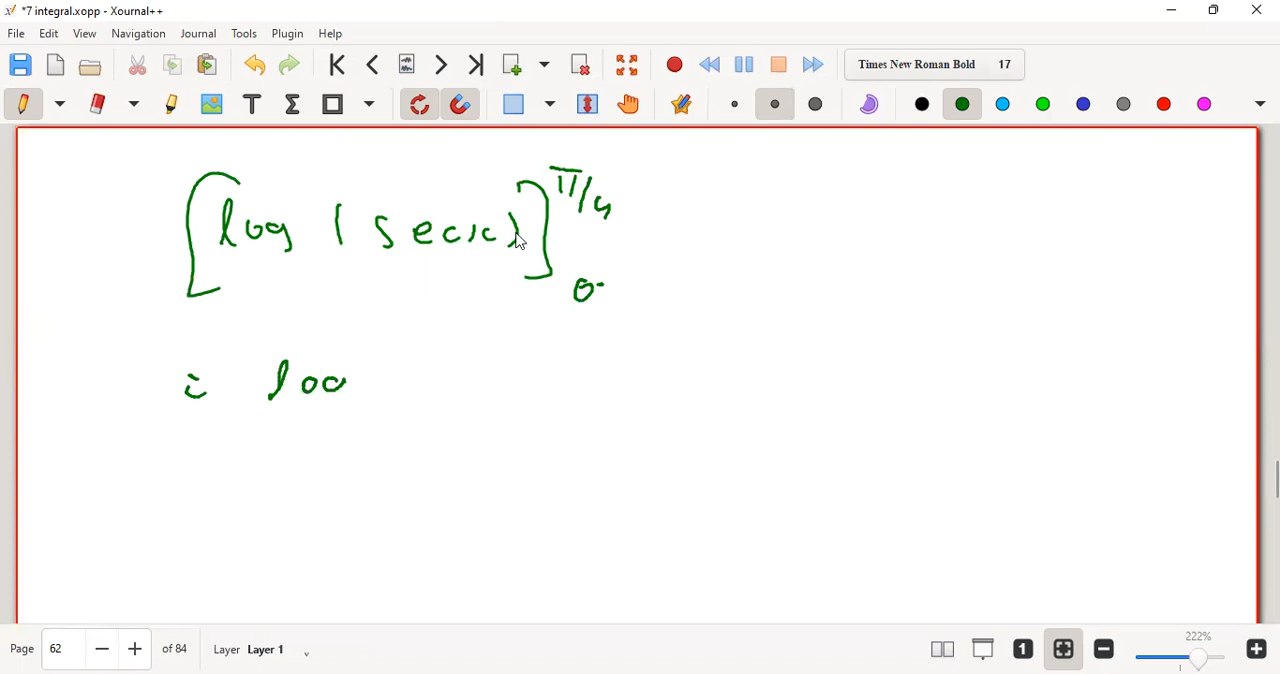 *7 integral.xopp - Xournal++
File Edit View Navigation Journal Tools Plugin Help
Times New Roman Bold 17
[log (secx)]
π/4
0
= log
Page 62 of 84 Layer Layer 1 222%